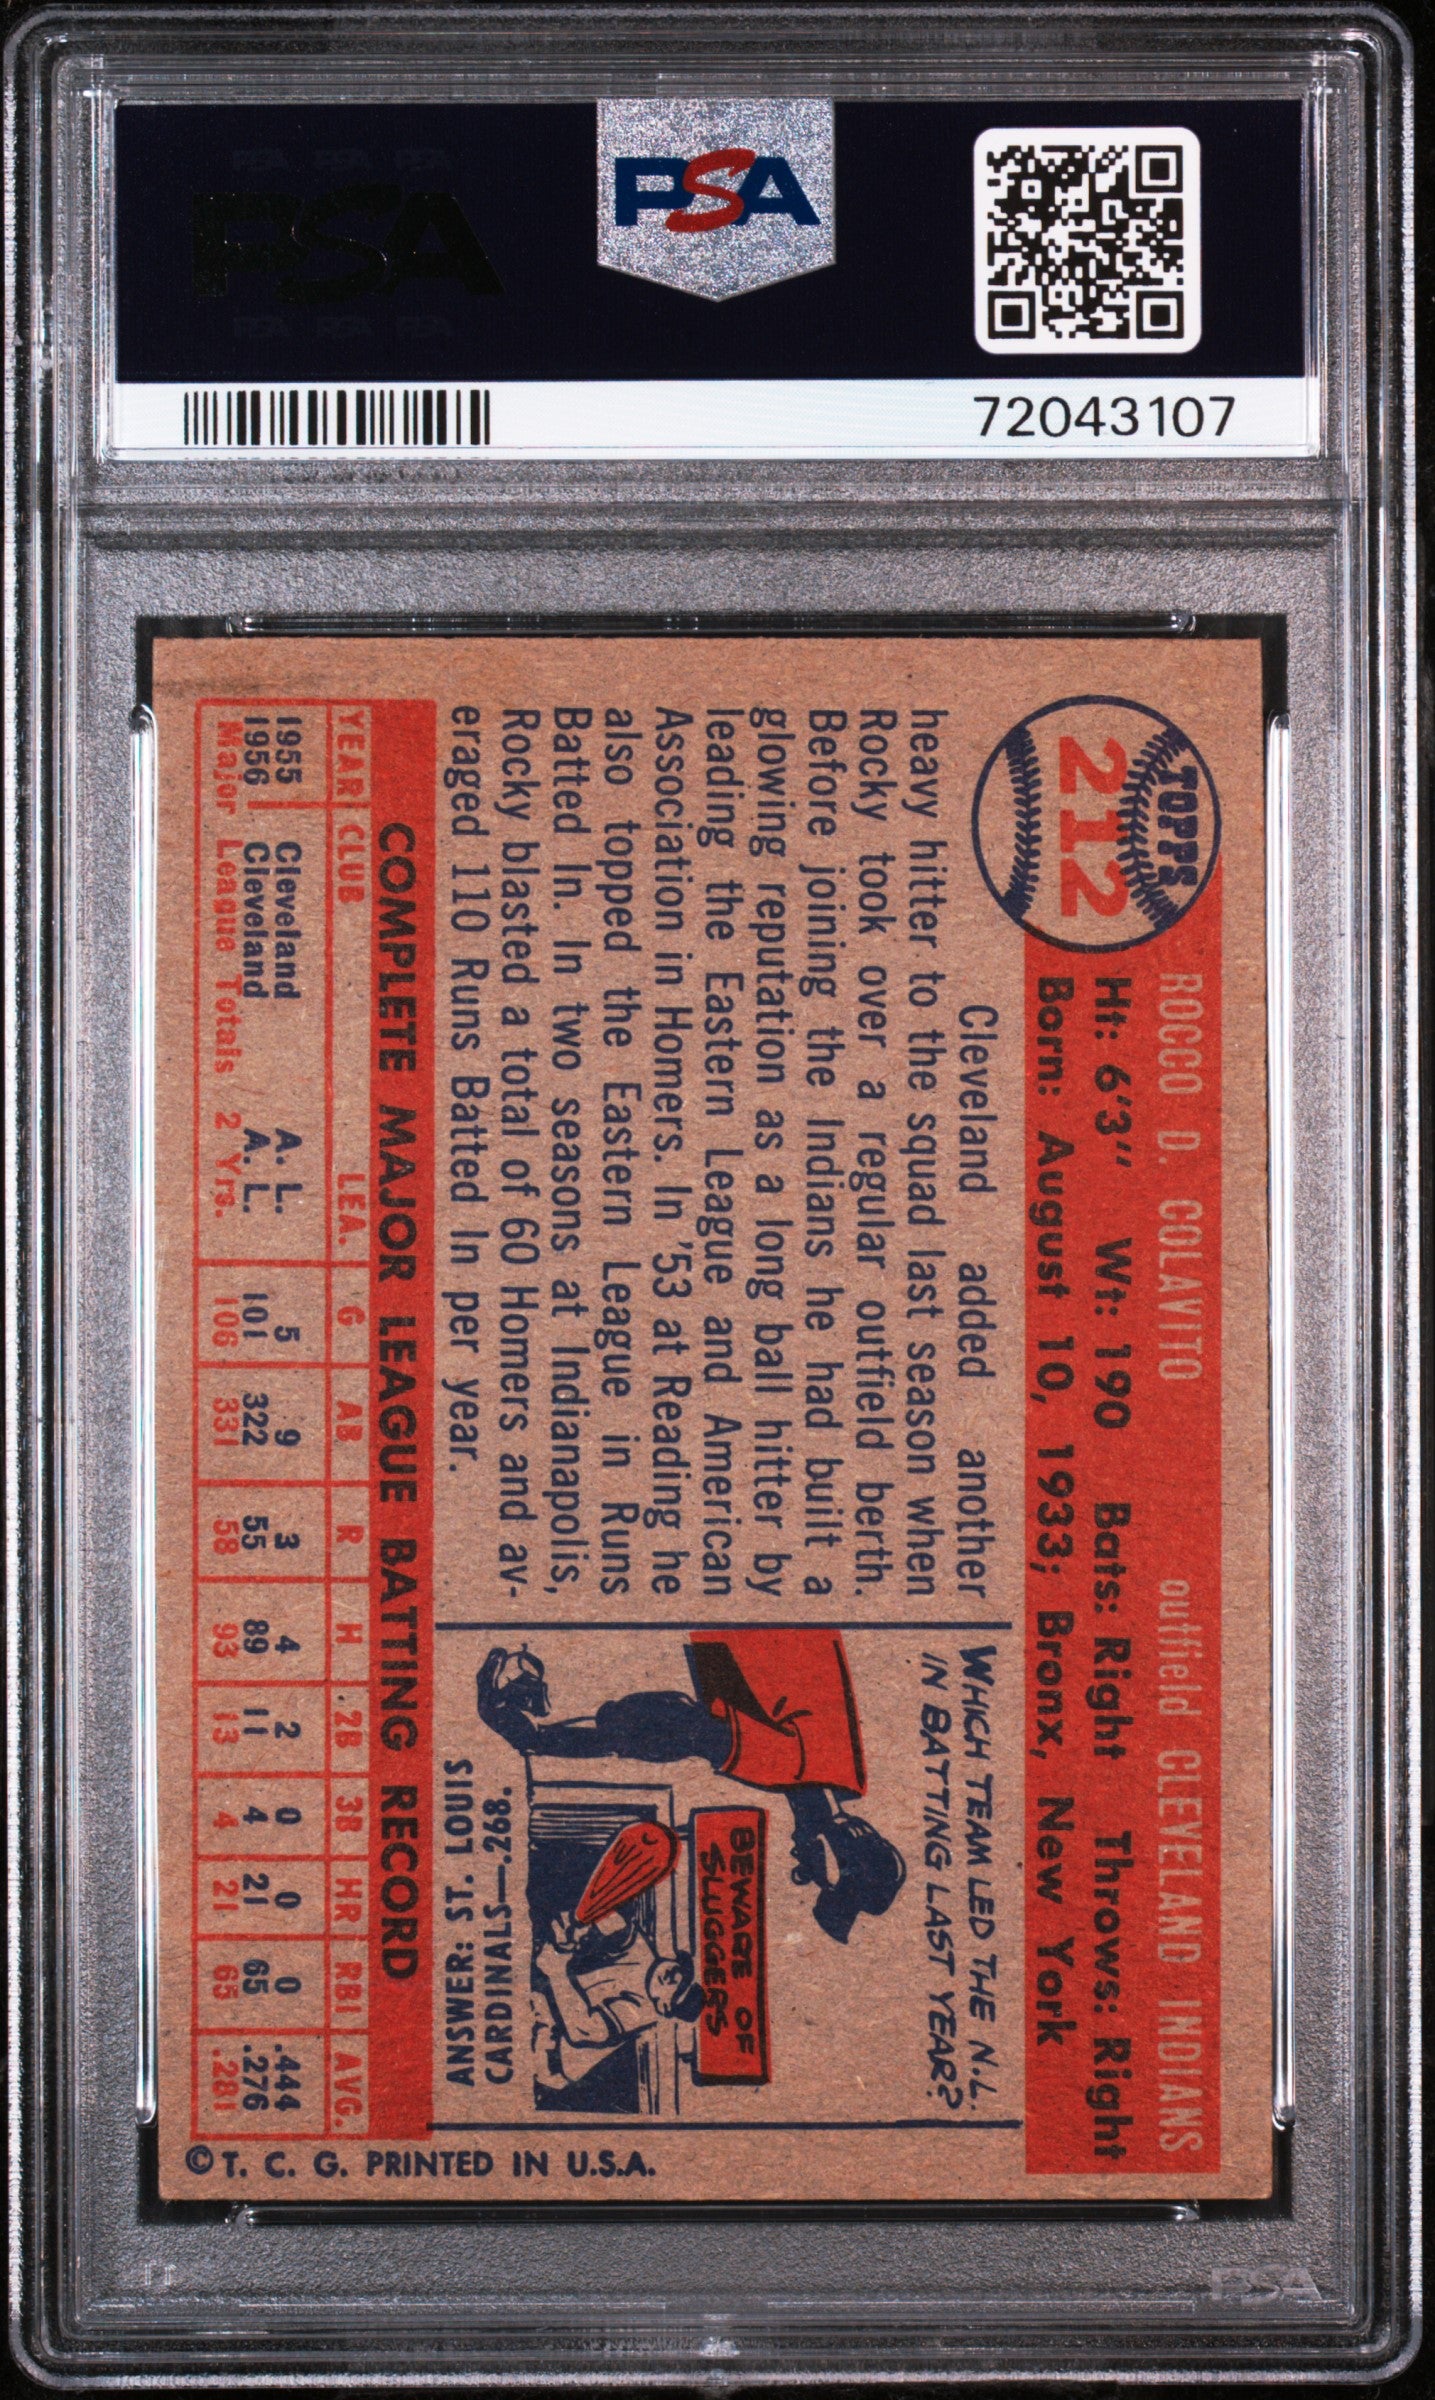 PSA
72043107
TOPPS
212
ROCCO D. COLAVITO outfield CLEVELAND INDIANS
Ht: 6'3" Wt: 190 Bats: Right Throws: Right
Born: August 10, 1933; Bronx, New York
Cleveland added another
heavy hitter to the squad last season when
Rocky took over a regular outfield berth.
Before joining the Indians he had built a
glowing reputation as a long ball hitter by
leading the Eastern League and American
Association in Homers. In '53 at Reading he
also topped the Eastern League in Runs
Batted In. In two seasons at Indianapolis,
Rocky blasted a total of 60 Homers and av-
eraged 110 Runs Batted In per year.
WHICH TEAM LED THE N.L.
IN BATTING LAST YEAR?
BEWARE OF
SLUGGERS
ANSWER: ST. LOUIS
CARDINALS—.268.
COMPLETE MAJOR LEAGUE BATTING RECORD
YEAR CLUB LEA. G AB R H 2B 3B HR RBI AVG.
1955 Cleveland A. L. 5 9 3 4 2 0 0 0 .444
1956 Cleveland A. L. 101 322 55 89 11 4 21 65 .276
Major League Totals 2 Yrs. 106 331 58 93 13 4 21 65 .281
©T. C. G. PRINTED IN U.S.A.
PSA